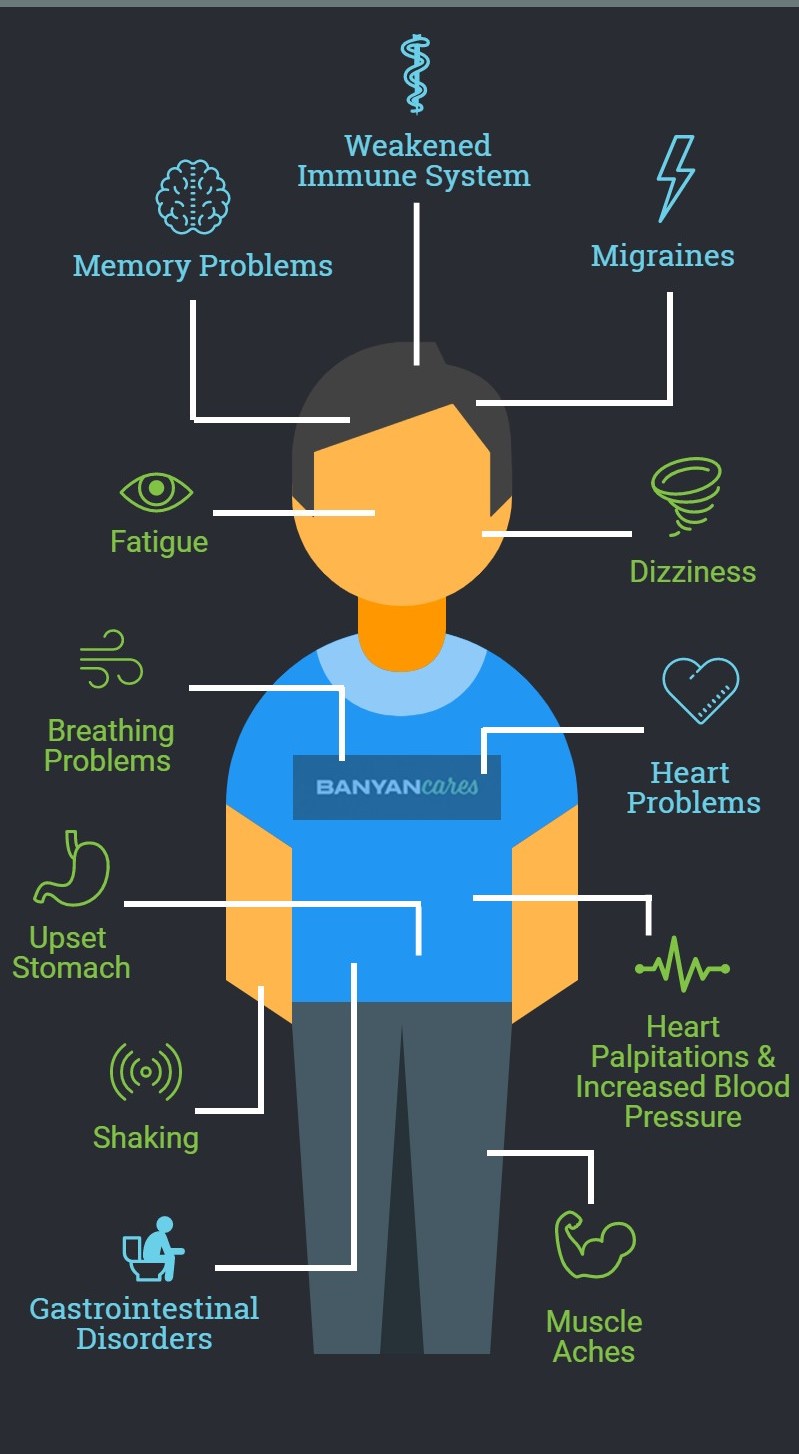 Weakened
Immune System
Memory Problems
Migraines
Fatigue
Dizziness
Breathing
Problems
Heart
Problems
BANYANcares
Upset
Stomach
Heart
Palpitations &
Increased Blood
Pressure
Shaking
Gastrointestinal
Disorders
Muscle
Aches